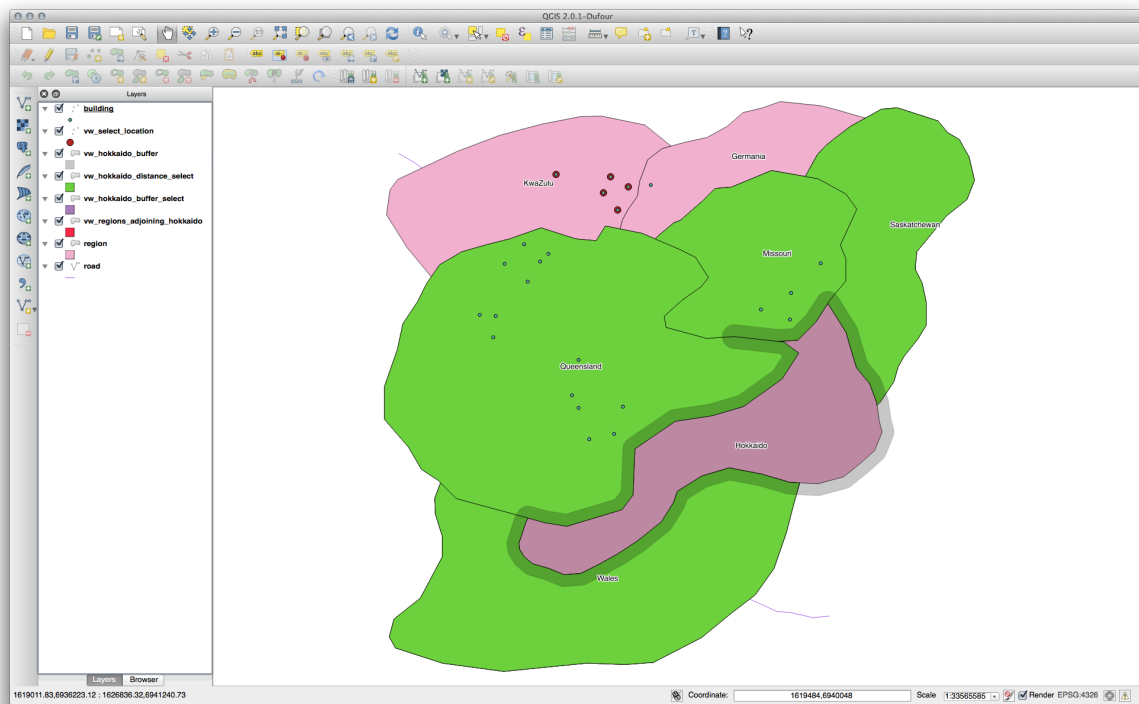 QGIS 2.0.1-Dufour
Layers
building
vw_select_location
vw_hokkaido_buffer
vw_hokkaido_distance_select
vw_hokkaido_buffer_select
vw_regions_adjoining_hokkaido
region
road
Germania
KwaZulu
Saskatchewan
Missouri
Queensland
Hokkaido
Wales
Layers Browser
1619011.83,6936223.12 : 1626836.32,6941240.73 Coordinate: 1619484,6940048 Scale 1:33565585 Render EPSG:4326